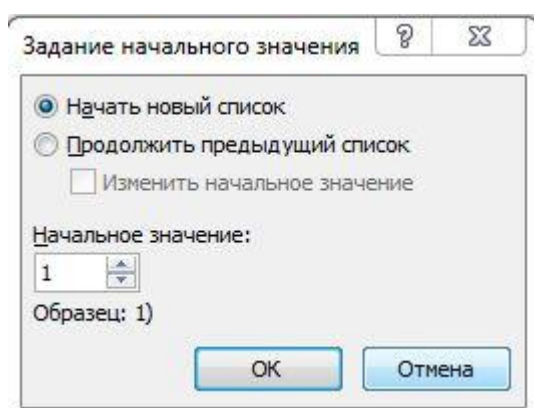 Задание начального значения
Начать новый список
Продолжить предыдущий список
Изменить начальное значение
Начальное значение:
1
Образец: 1)
ОК Отмена